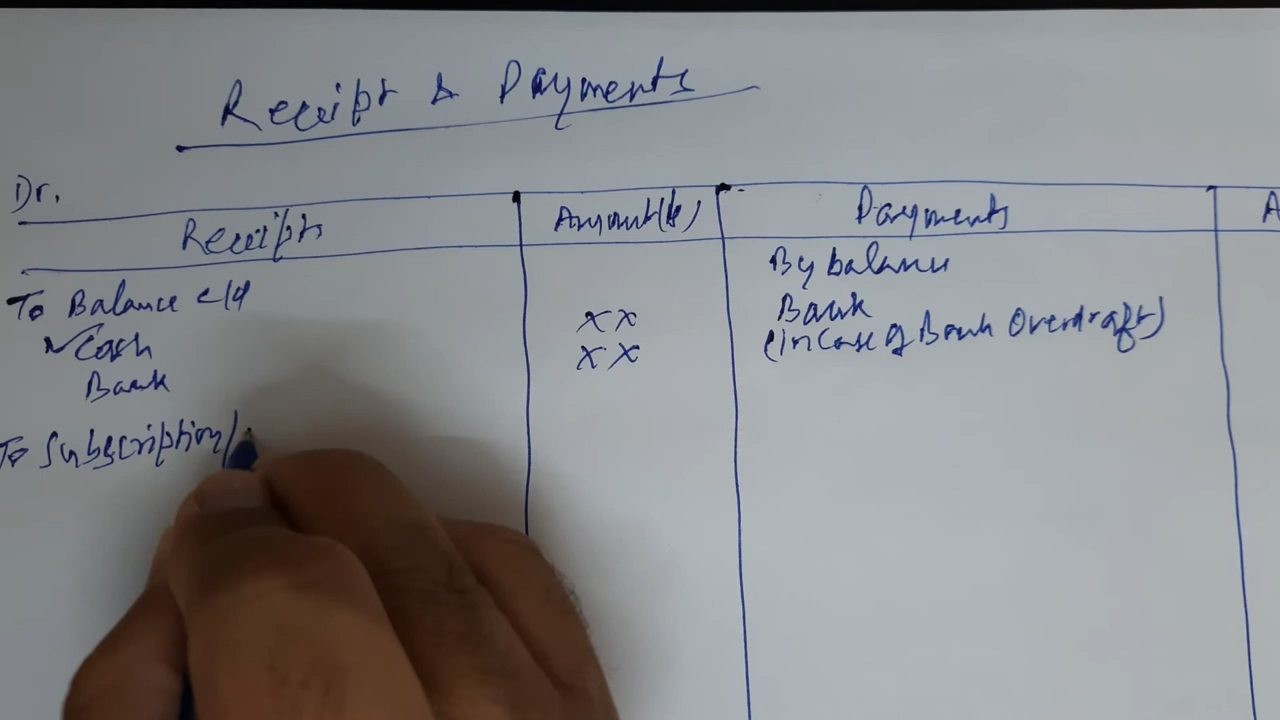 Receipt & Payments
Dr.
Receipts
Amount(₹)
Payments
A
To Balance c/d
Cash
Bank
To Subscription/
xx
xx
By balance
Bank
(In Case of Bank Overdraft)